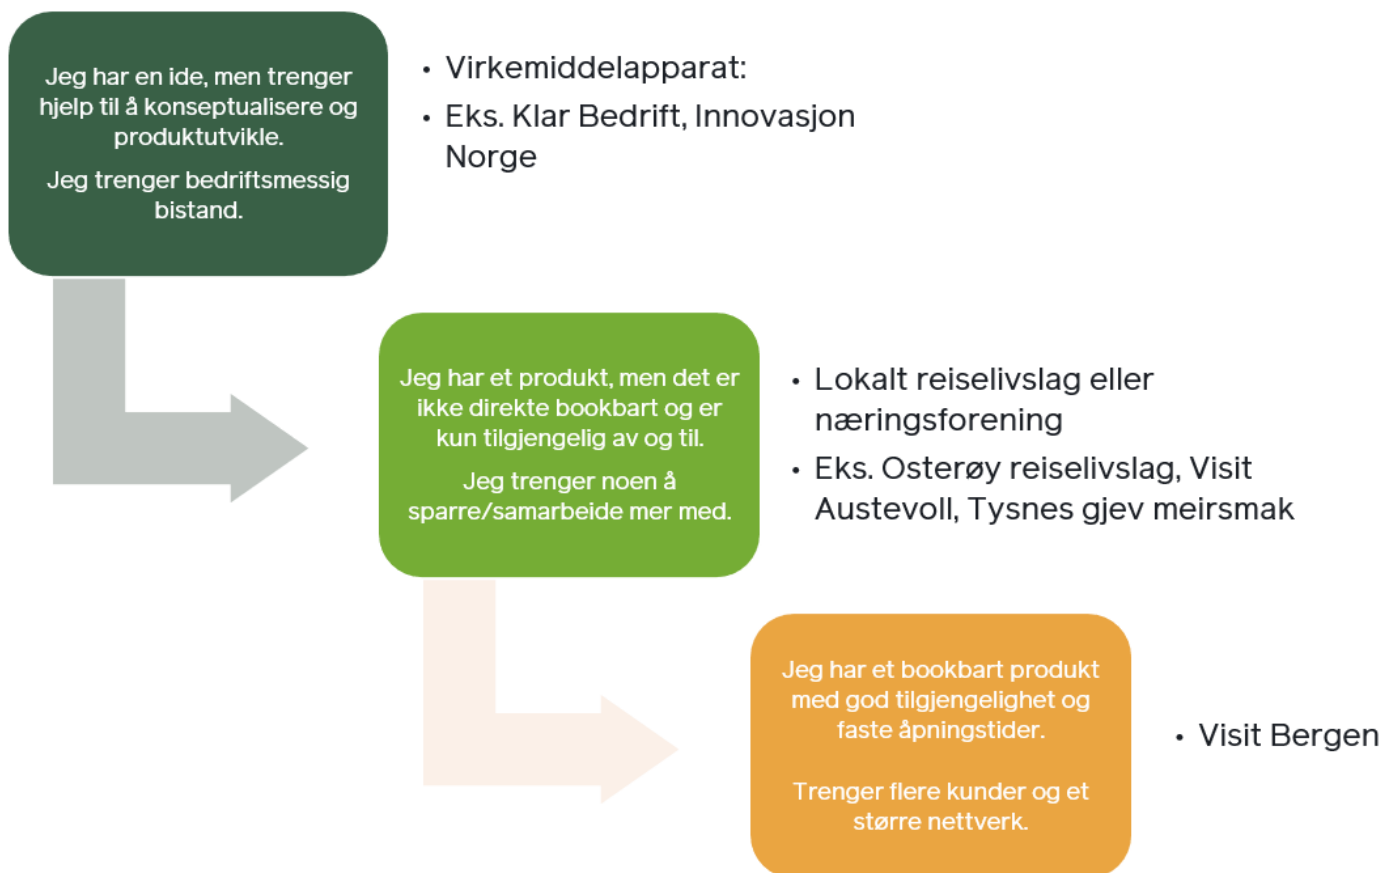 Jeg har en ide, men trenger
hjelp til å konseptualisere og
produktutvikle.
Jeg trenger bedriftsmessig
bistand.
• Virkemiddelapparat:
• Eks. Klar Bedrift, Innovasjon
Norge
Jeg har et produkt, men det er
ikke direkte bookbart og er
kun tilgjengelig av og til.
Jeg trenger noen å
sparre/samarbeide mer med.
• Lokalt reiselivslag eller
næringsforening
• Eks. Osterøy reiselivslag, Visit
Austevoll, Tysnes gjev meirsmak
Jeg har et bookbart produkt
med god tilgjengelighet og
faste åpningstider.
Trenger flere kunder og et
større nettverk.
• Visit Bergen